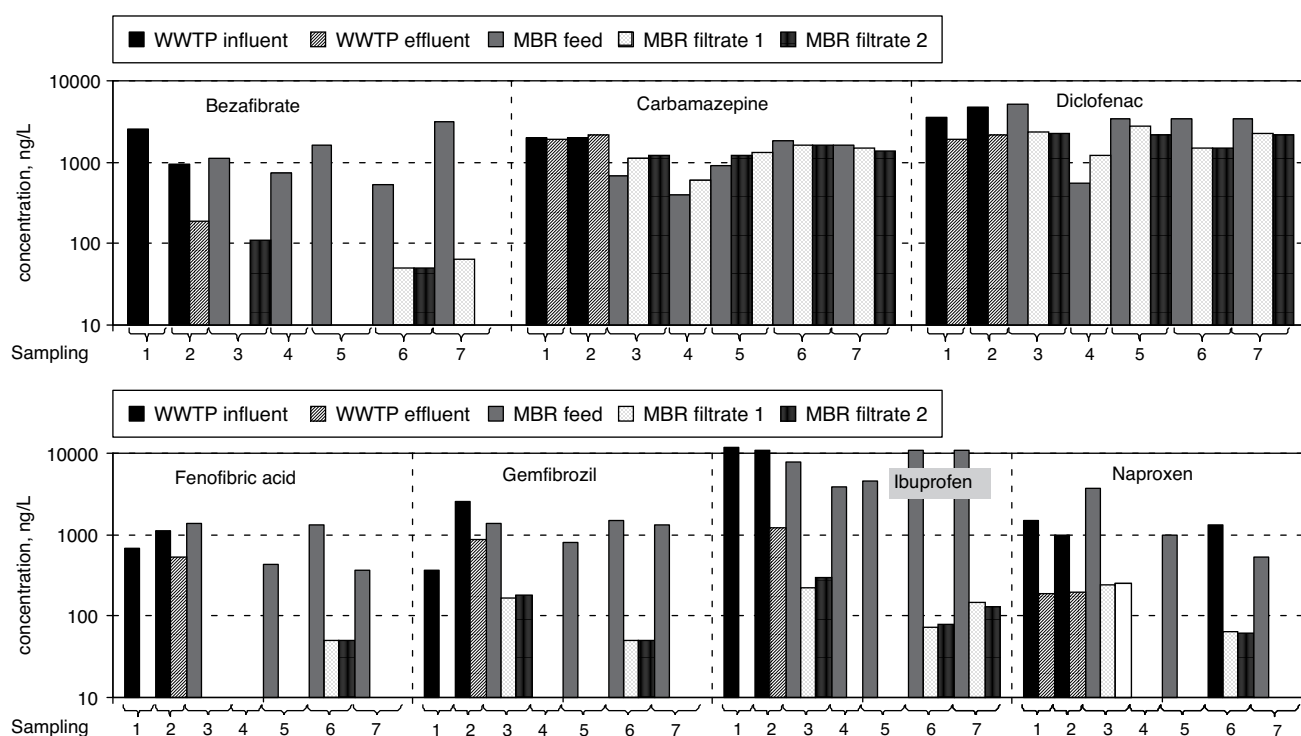 WWTP influent WWTP effluent MBR feed MBR filtrate 1 MBR filtrate 2
10000
1000
100
10
concentration, ng/L
Bezafibrate Carbamazepine Diclofenac
Sampling 1 2 3 4 5 6 7 1 2 3 4 5 6 7 1 2 3 4 5 6 7
WWTP influent WWTP effluent MBR feed MBR filtrate 1 MBR filtrate 2
10000
1000
100
10
concentration, ng/L
Fenofibric acid Gemfibrozil Ibuprofen Naproxen
Sampling 1 2 3 4 5 6 7 1 2 3 4 5 6 7 1 2 3 4 5 6 7 1 2 3 4 5 6 7